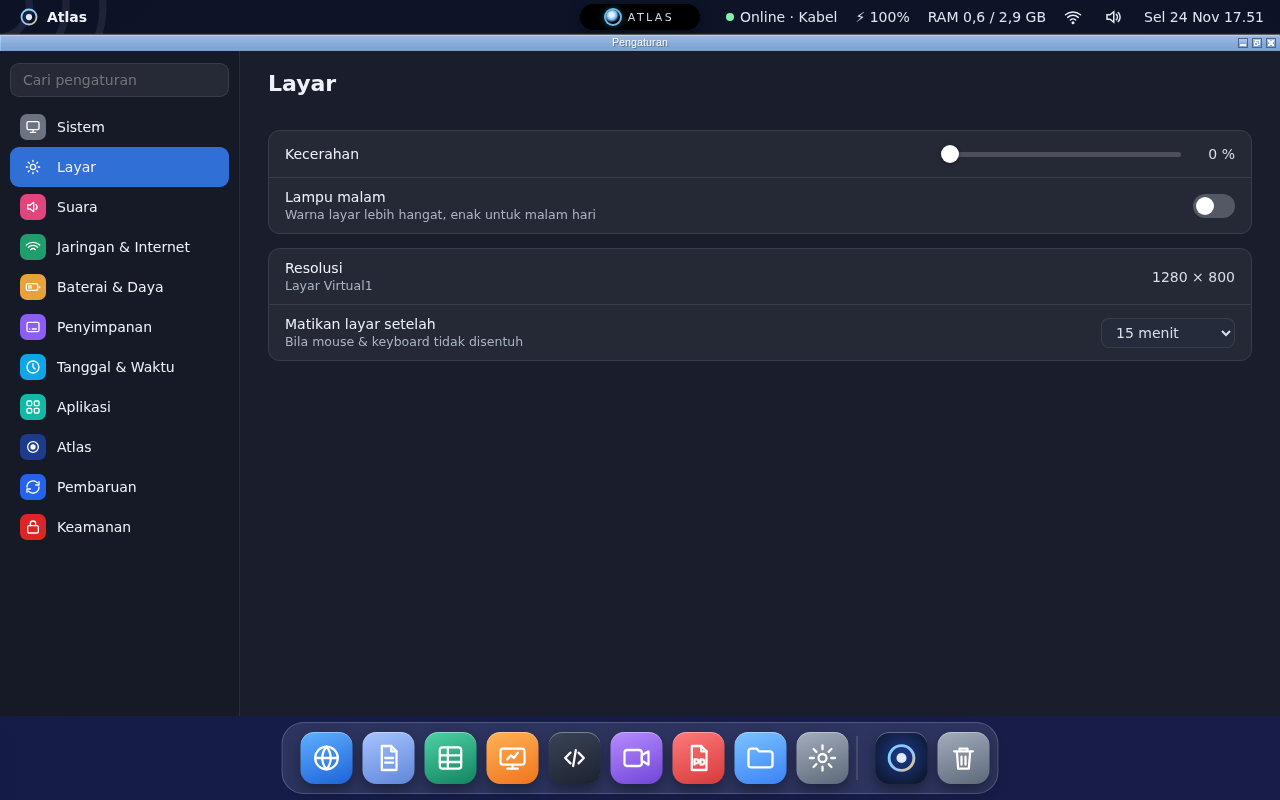 Atlas
ATLAS
Online · Kabel
100%
RAM 0,6 / 2,9 GB
Sel 24 Nov 17.51
Pengaturan
Cari pengaturan
Sistem
Layar
Suara
Jaringan & Internet
Baterai & Daya
Penyimpanan
Tanggal & Waktu
Aplikasi
Atlas
Pembaruan
Keamanan
Layar
Kecerahan
0 %
Lampu malam
Warna layar lebih hangat, enak untuk malam hari
Resolusi
Layar Virtual1
1280 × 800
Matikan layar setelah
Bila mouse & keyboard tidak disentuh
15 menit